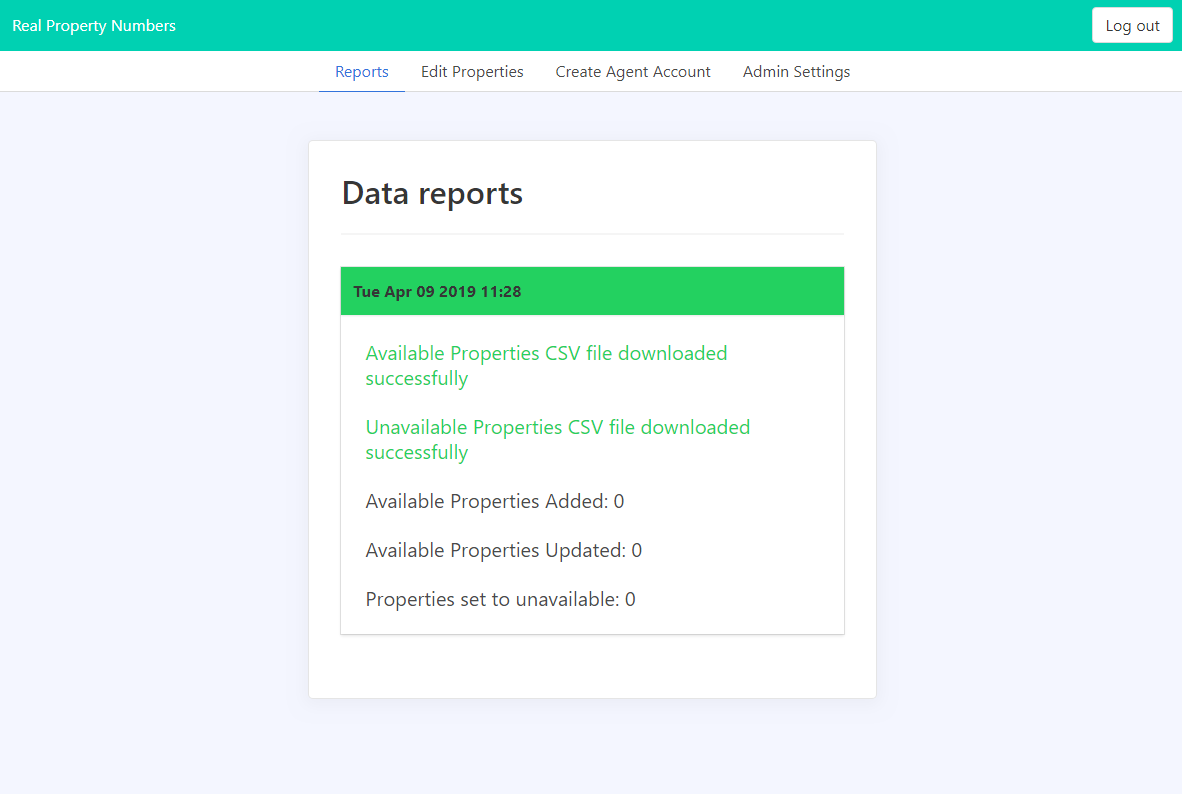 Real Property Numbers
Log out
Reports
Edit Properties
Create Agent Account
Admin Settings
Data reports
Tue Apr 09 2019 11:28
Available Properties CSV file downloaded
successfully
Unavailable Properties CSV file downloaded
successfully
Available Properties Added: 0
Available Properties Updated: 0
Properties set to unavailable: 0